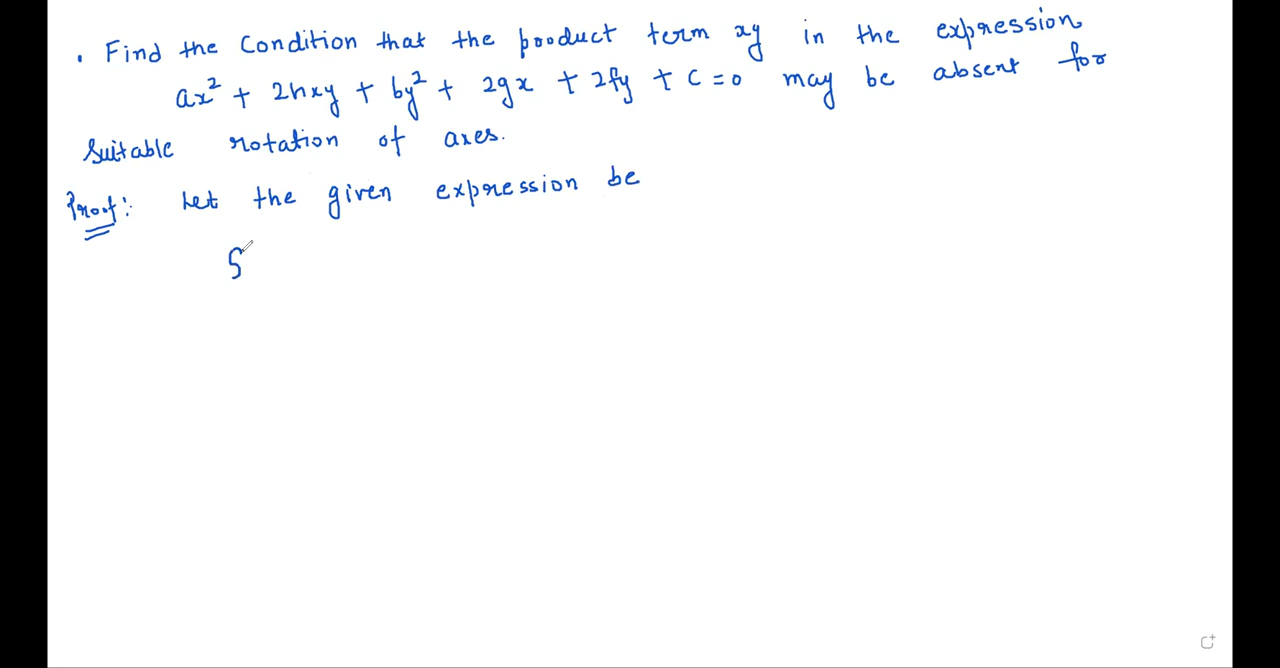 . Find the Condition that the product term xy in the expression
ax² + 2hxy + by² + 2gx + 2fy + c = 0 may be absent for
suitable rotation of axes.
Proof: Let the given expression be
S